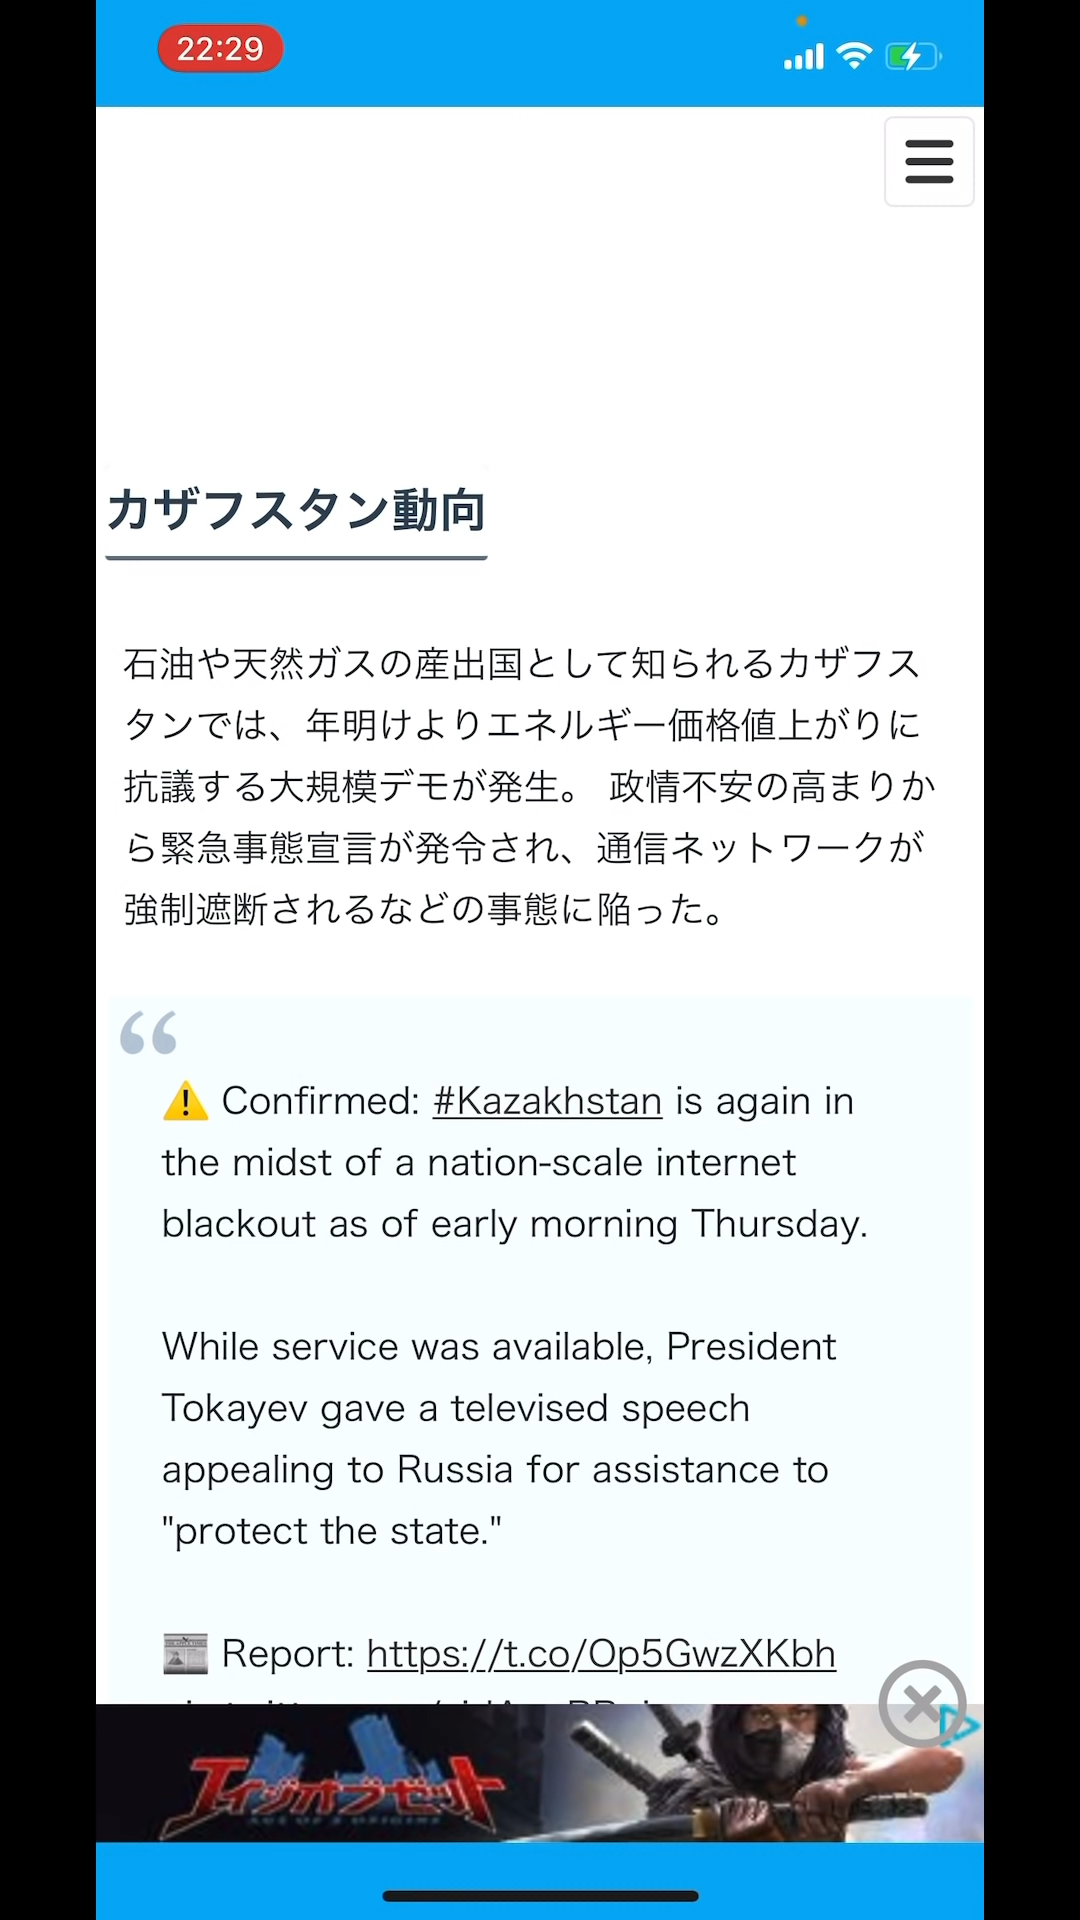 22:29
カザフスタン動向
石油や天然ガスの産出国として知られるカザフス
タンでは、年明けよりエネルギー価格値上がりに
抗議する大規模デモが発生。 政情不安の高まりか
ら緊急事態宣言が発令され、通信ネットワークが
強制遮断されるなどの事態に陥った。
“
⚠️ Confirmed: #Kazakhstan is again in
the midst of a nation-scale internet
blackout as of early morning Thursday.
While service was available, President
Tokayev gave a televised speech
appealing to Russia for assistance to
"protect the state."
📰 Report: https://t.co/Op5GwzXKbh
エイジオブゼット